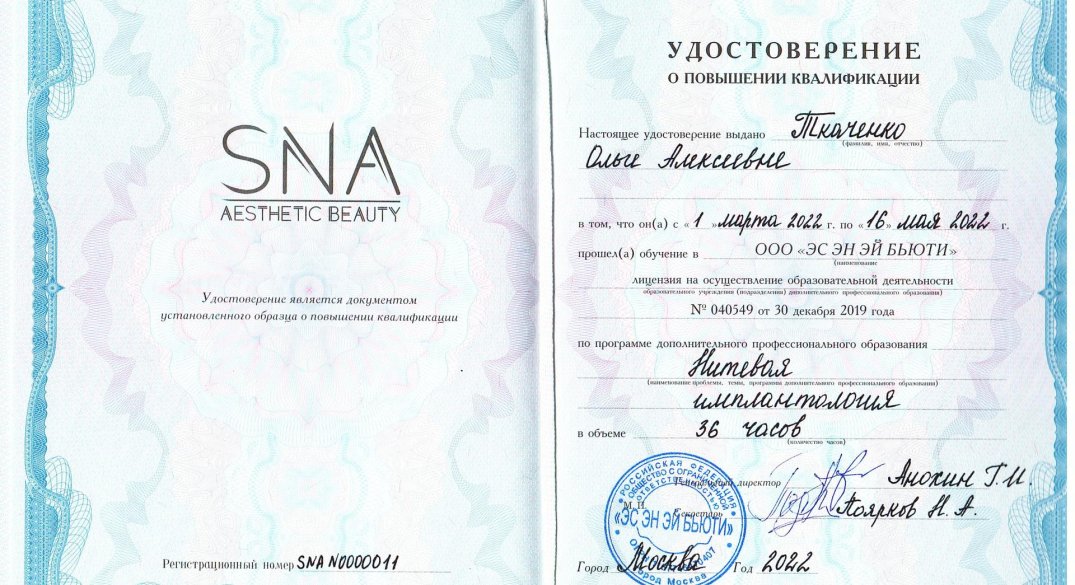 SNA
AESTHETIC BEAUTY
Удостоверение является документом
установленного образца о повышении квалификации
Регистрационный номер SNA N0000011
УДОСТОВЕРЕНИЕ
О ПОВЫШЕНИИ КВАЛИФИКАЦИИ
Настоящее удостоверение выдано Ткаченко
(фамилия, имя, отчество)
Ольге Алексеевне
в том, что он(а) с «1» марта 2022 г. по «16» мая 2022 г.
прошел(а) обучение в ООО «ЭС ЭН ЭЙ БЬЮТИ»
(наименование
лицензия на осуществление образовательной деятельности
образовательного учреждения (подразделения) дополнительного профессионального образования)
№ 040549 от 30 декабря 2019 года
по программе дополнительного профессионального образования
Нитевая
(наименование проблемы, темы, программы дополнительного профессионального образования)
имплантология
в объеме 36 часов
(количество часов)
РОССИЙСКАЯ ФЕДЕРАЦИЯ
ОБЩЕСТВО С ОГРАНИЧЕННОЙ
ОТВЕТСТВЕННОСТЬЮ
Генеральный директор Анохин Г.И.
М.П. Секретарь Поярков Н.А.
«ЭС ЭН ЭЙ БЬЮТИ»
город Москва
Город Москва Год 2022